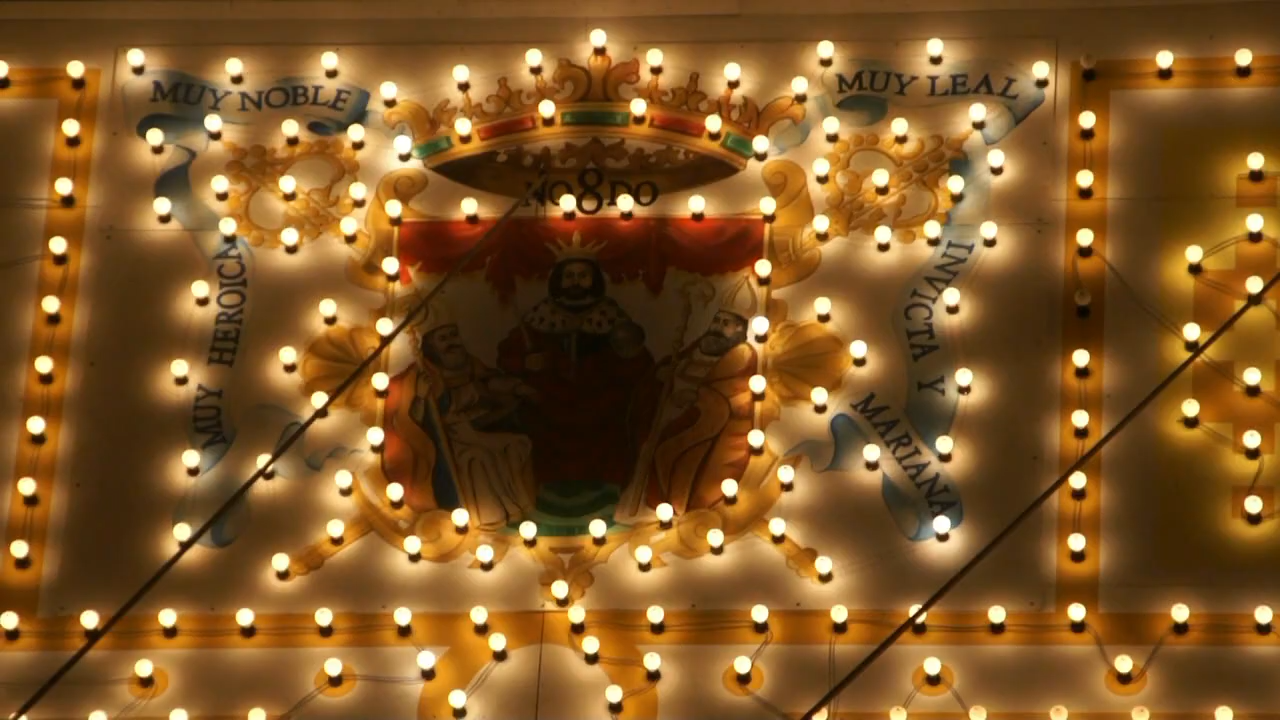 MUY NOBLE
MUY LEAL
NO8DO
MUY HEROICA
INVICTA Y
MARIANA